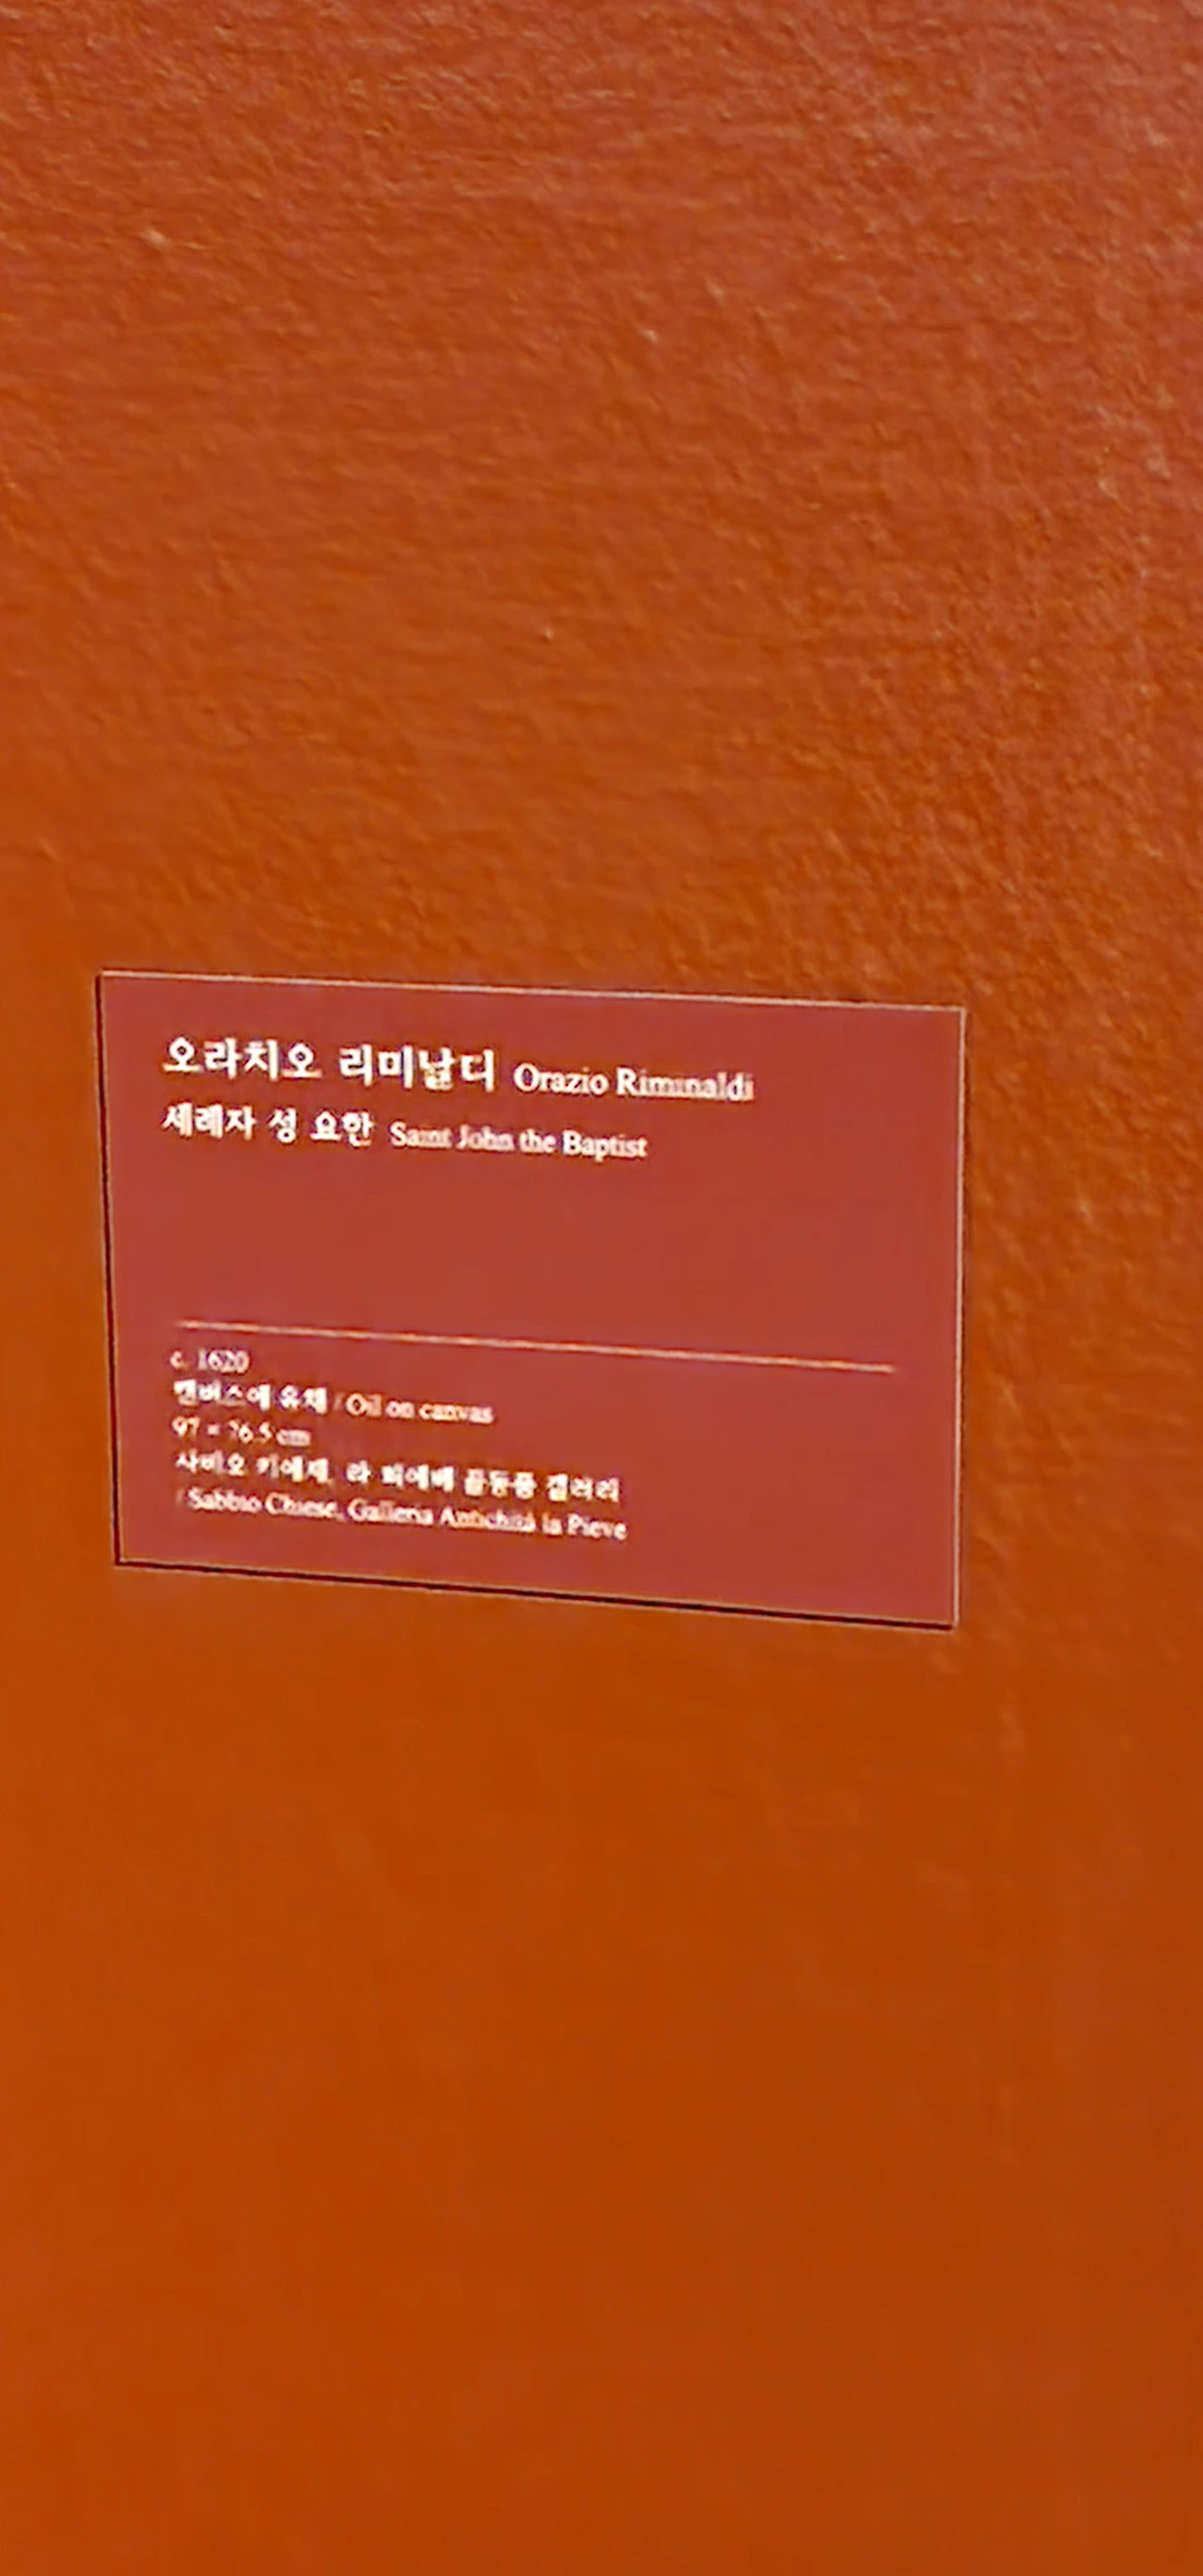 오라치오 리미날디 Orazio Riminaldi
세례자 성 요한 Saint John the Baptist
c. 1620
캔버스에 유채 / Oil on canvas
97 × 76.5 cm
사비오 키에제, 라 피에베 골동품 갤러리
/ Sabbio Chiese, Galleria Antichità la Pieve